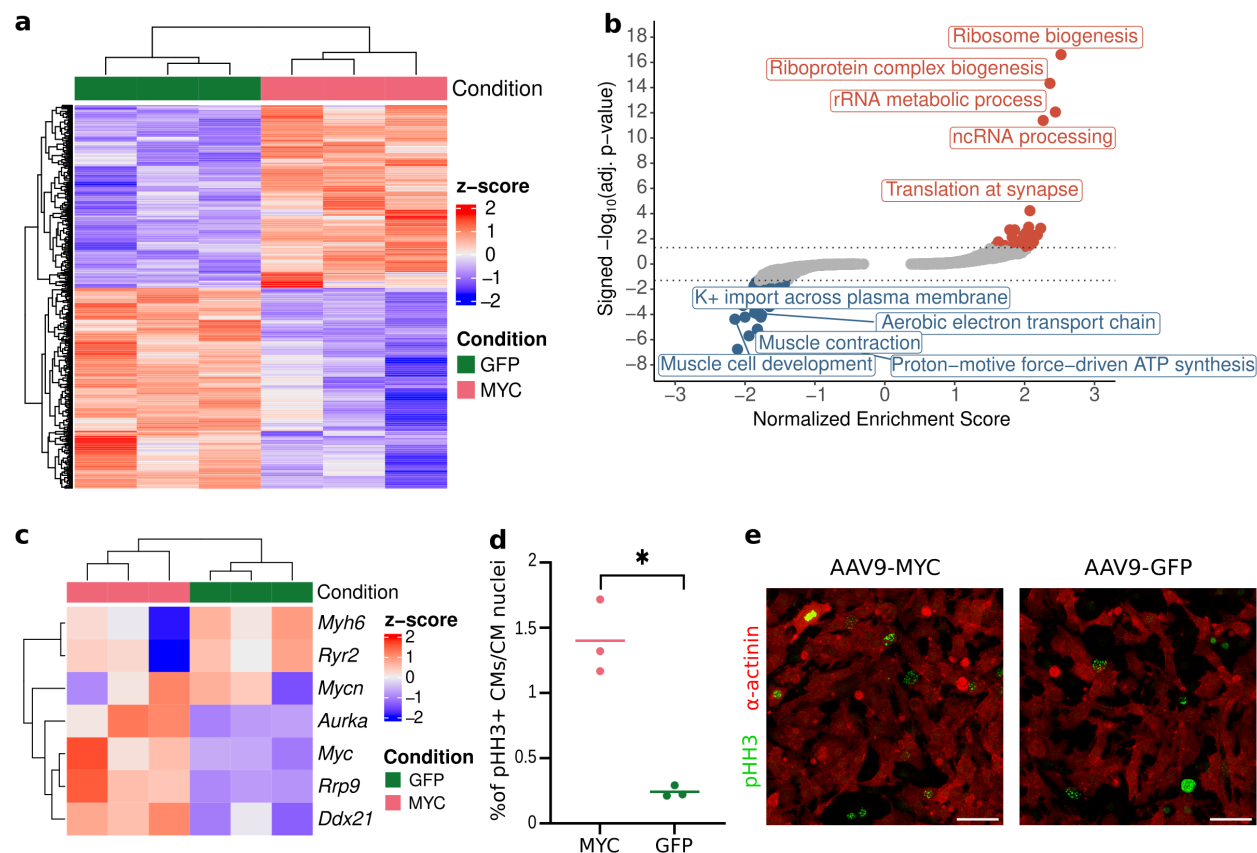 a
Condition
z−score
2
1
0
−1
−2
Condition
GFP
MYC
b
Signed −log10(adj. p−value)
18
16
14
12
10
8
6
4
2
0
−2
−4
−6
−8
Ribosome biogenesis
Riboprotein complex biogenesis
rRNA metabolic process
ncRNA processing
Translation at synapse
K+ import across plasma membrane
Aerobic electron transport chain
Muscle contraction
Muscle cell development
Proton−motive force−driven ATP synthesis
−3 −2 −1 0 1 2 3
Normalized Enrichment Score
c
Condition
Myh6
Ryr2
Mycn
Aurka
Myc
Rrp9
Ddx21
z−score
2
1
0
−1
−2
Condition
GFP
MYC
d
%of pHH3+ CMs/CM nuclei
2
1.5
1
0.5
0
*
MYC GFP
e
AAV9-MYC AAV9-GFP
pHH3 α-actinin